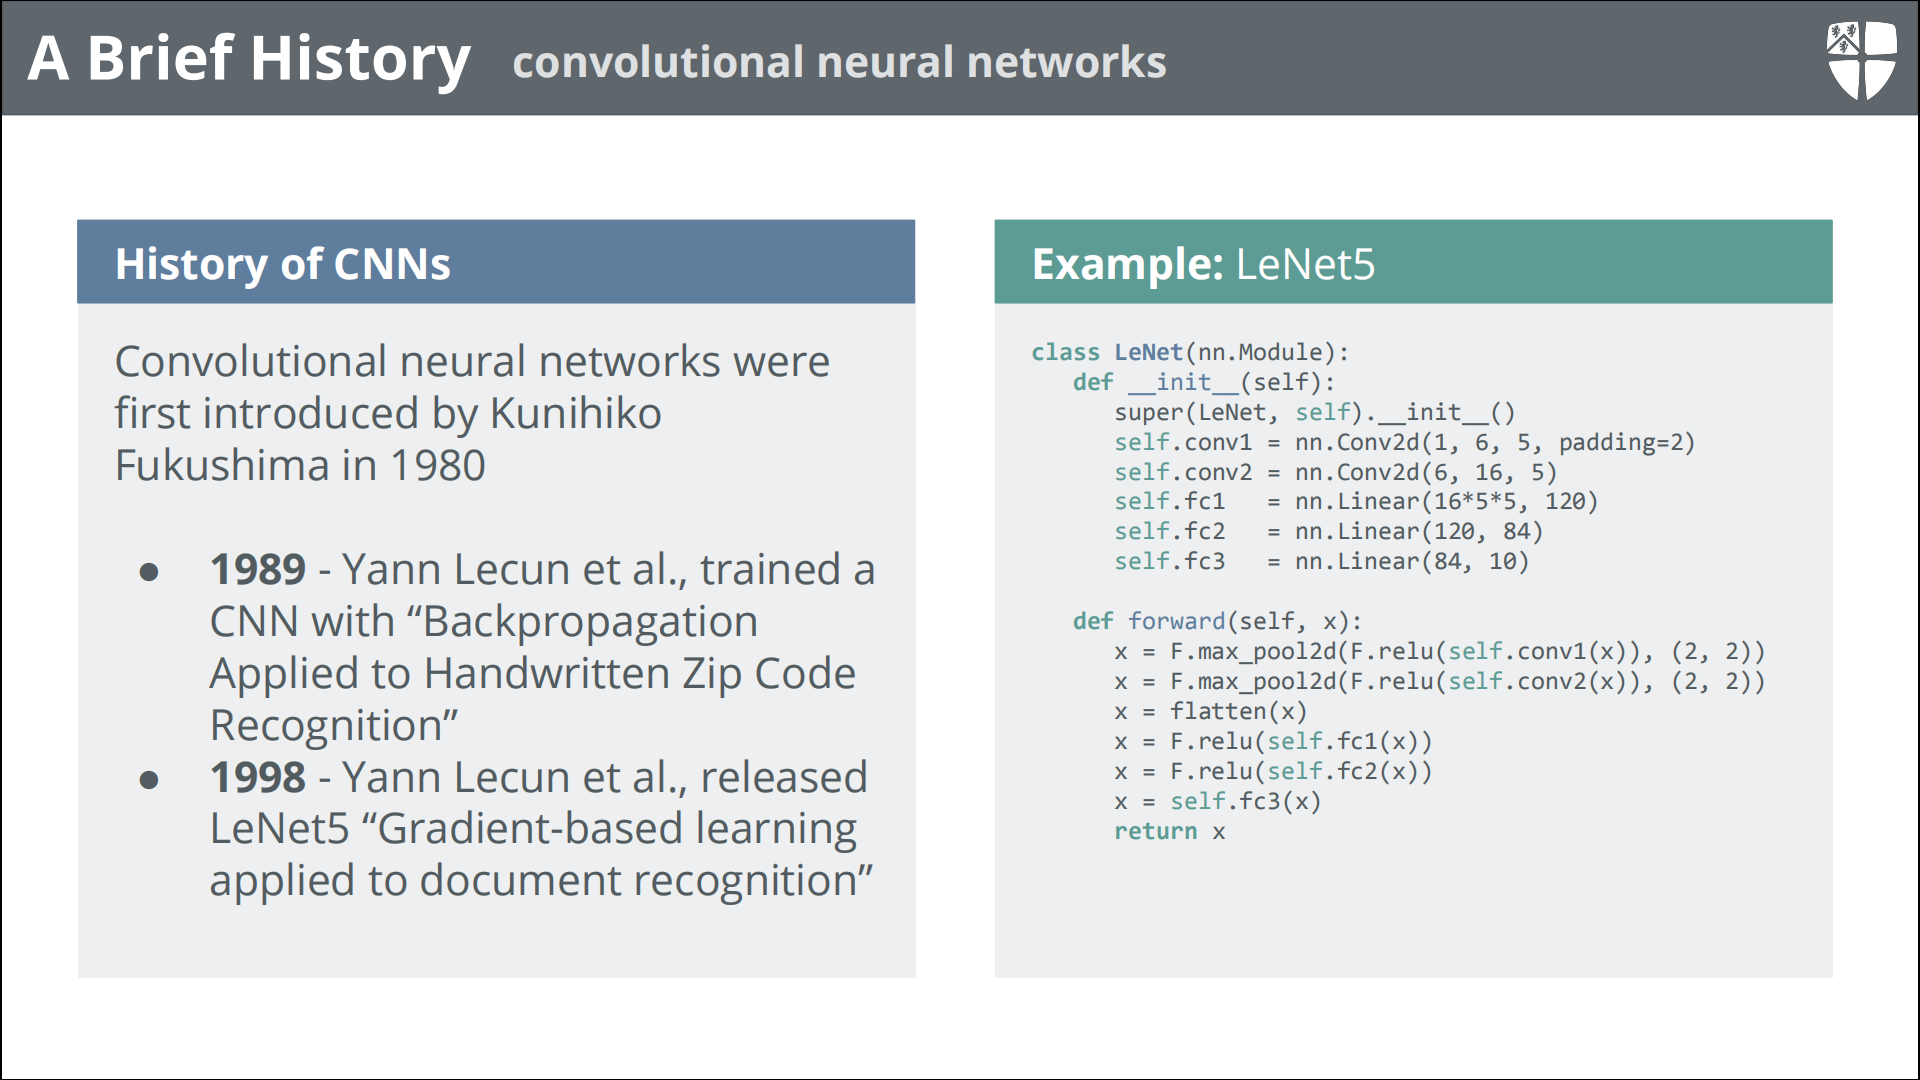 A Brief History convolutional neural networks
History of CNNs
Convolutional neural networks were
first introduced by Kunihiko
Fukushima in 1980
● 1989 - Yann Lecun et al., trained a
CNN with “Backpropagation
Applied to Handwritten Zip Code
Recognition”
● 1998 - Yann Lecun et al., released
LeNet5 “Gradient-based learning
applied to document recognition”
Example: LeNet5
class LeNet(nn.Module):
   def __init__(self):
      super(LeNet, self).__init__()
      self.conv1 = nn.Conv2d(1, 6, 5, padding=2)
      self.conv2 = nn.Conv2d(6, 16, 5)
      self.fc1   = nn.Linear(16*5*5, 120)
      self.fc2   = nn.Linear(120, 84)
      self.fc3   = nn.Linear(84, 10)
   def forward(self, x):
      x = F.max_pool2d(F.relu(self.conv1(x)), (2, 2))
      x = F.max_pool2d(F.relu(self.conv2(x)), (2, 2))
      x = flatten(x)
      x = F.relu(self.fc1(x))
      x = F.relu(self.fc2(x))
      x = self.fc3(x)
      return x